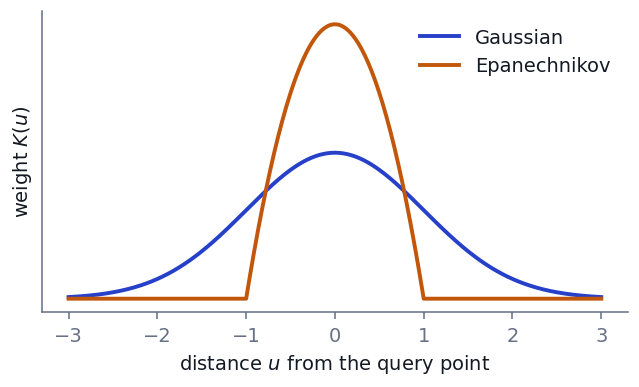 Gaussian
Epanechnikov
weight K(u)
−3 −2 −1 0 1 2 3
distance u from the query point